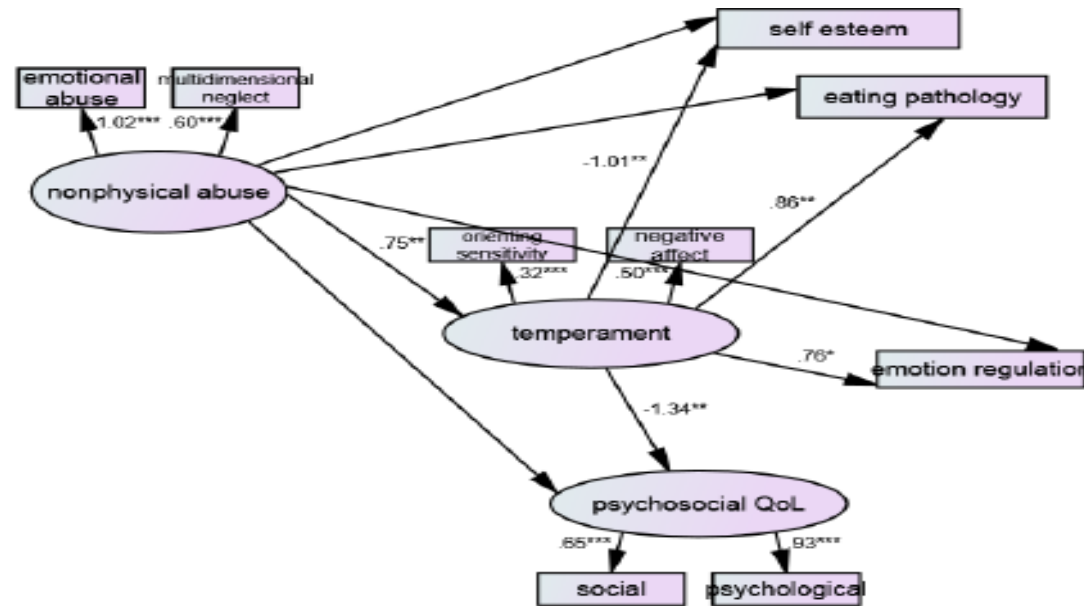 self esteem
emotional
abuse
multidimensional
neglect
eating pathology
1.02***
.60***
-1.01**
nonphysical abuse
.86**
.75**
orienting
sensitivity
negative
affect
.32***
.50***
temperament
.76*
emotion regulation
-1.34**
psychosocial QoL
.65***
.93***
social
psychological